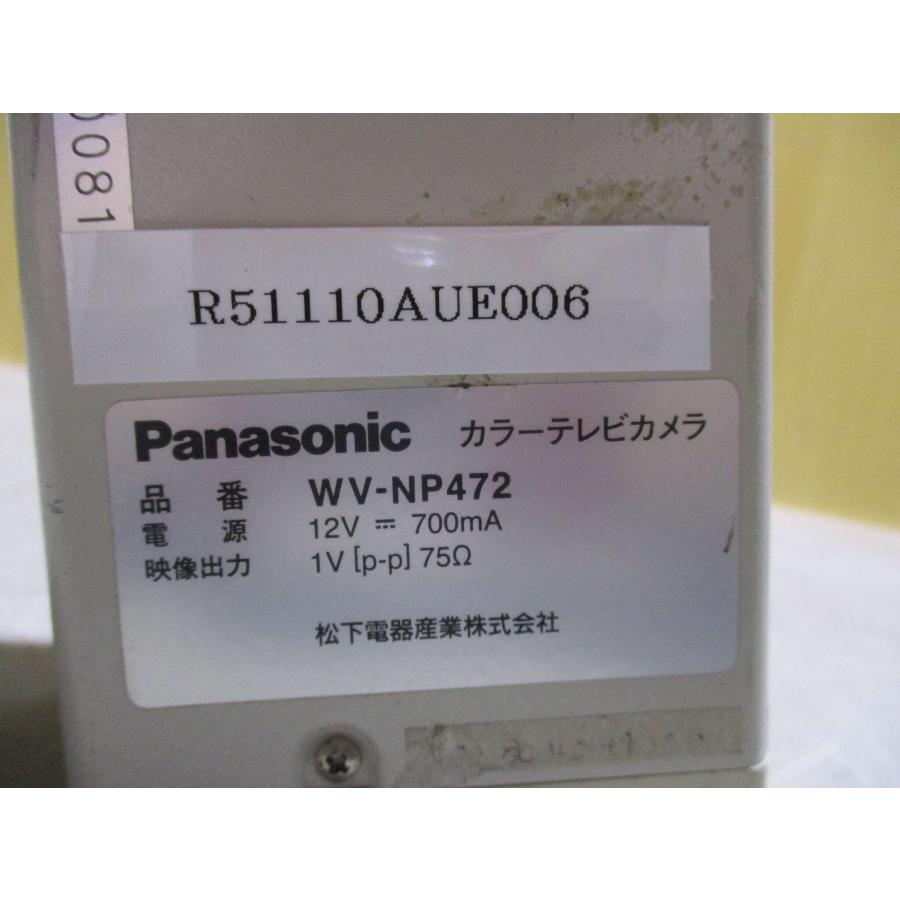 0081
R51110AUE006
Panasonic カラーテレビカメラ
品番 WV-NP472
電源 12V ⎓ 700mA
映像出力 1V [p-p] 75Ω
松下電器産業株式会社